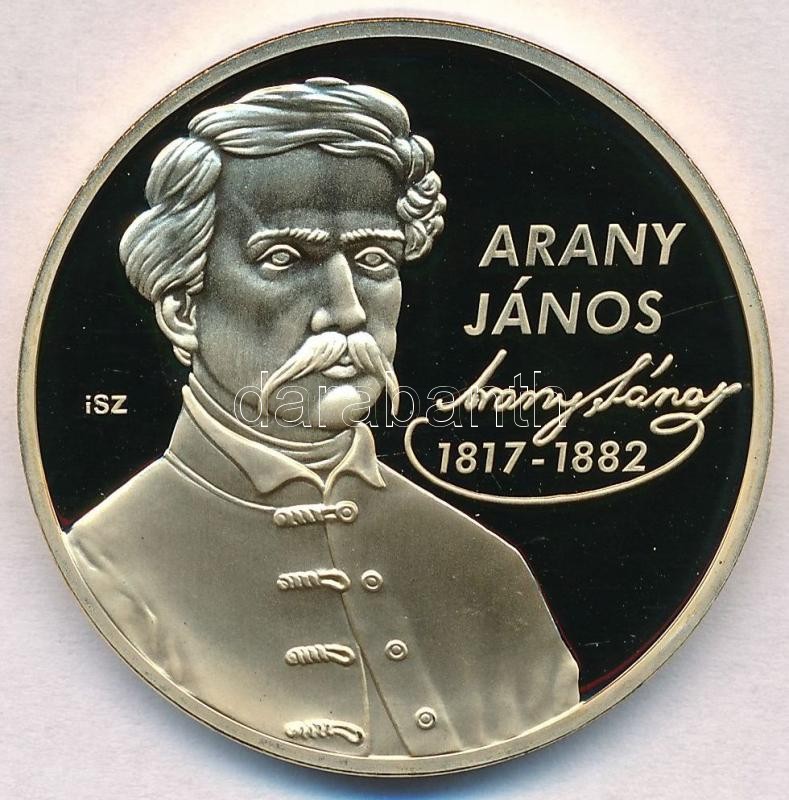 ARANY
JÁNOS
Arany János
1817-1882
iSZ
darabanth